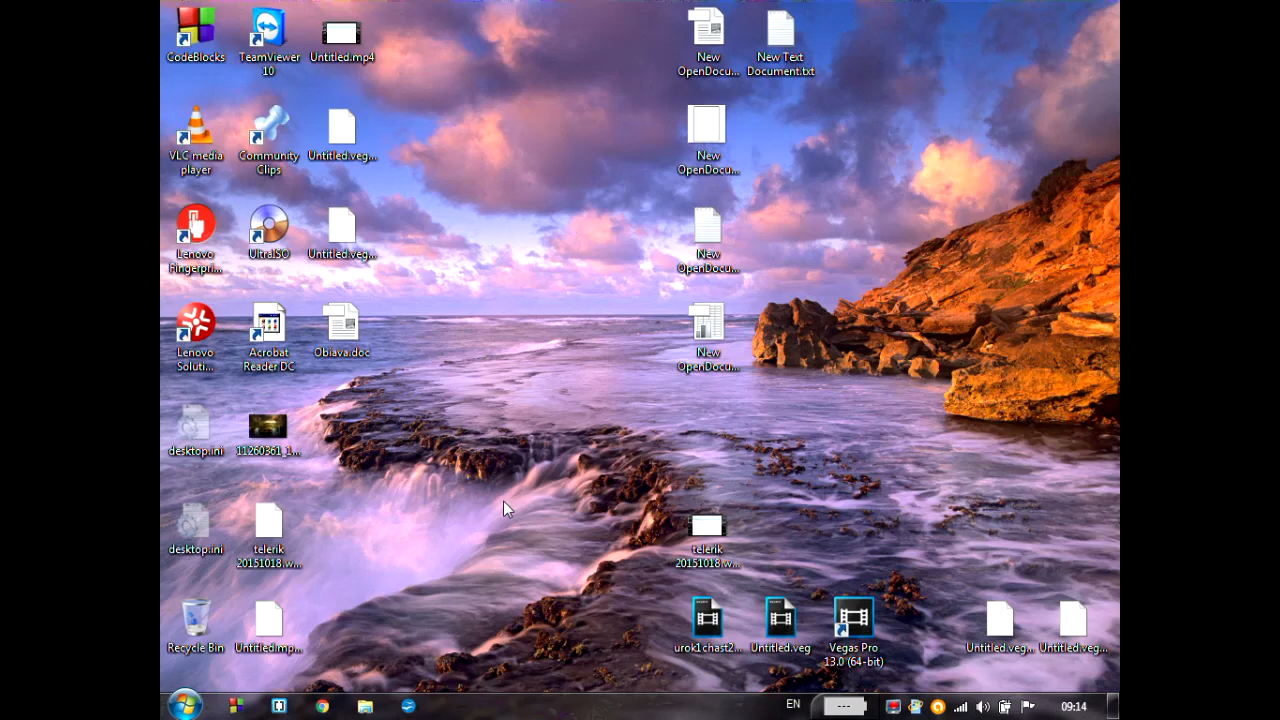 CodeBlocks
TeamViewer
10
Untitled.mp4
New
OpenDocu...
New Text
Document.txt
VLC media
player
Community
Clips
Untitled.veg...
New
OpenDocu...
Lenovo
Fingerpri...
UltraISO
Untitled.veg...
New
OpenDocu...
Lenovo
Soluti...
Acrobat
Reader DC
Obiava.doc
New
OpenDocu...
desktop.ini
11260361_1...
desktop.ini
telerik
20151018.w...
telerik
20151018.w...
Recycle Bin
Untitled.mp...
urok1chast2...
Untitled.veg
Vegas Pro
13.0 (64-bit)
Untitled.veg...
Untitled.veg...
EN
---
09:14